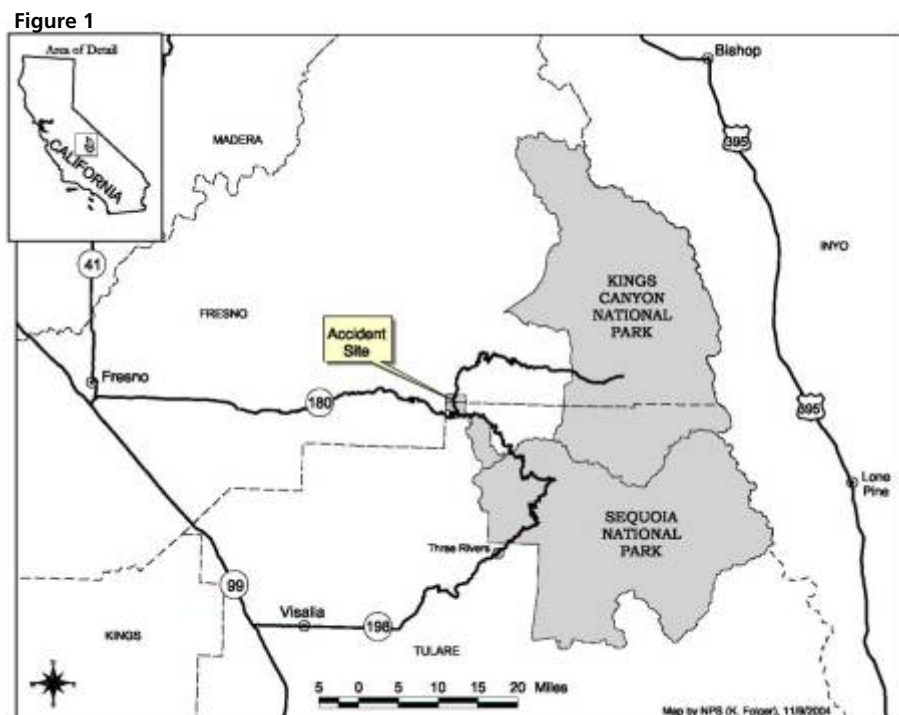 Figure 1
Area of Detail
CALIFORNIA
Bishop
MADERA
395
INYO
41
KINGS
CANYON
NATIONAL
PARK
FRESNO
Accident
Site
Fresno
180
395
Lone
Pine
SEQUOIA
NATIONAL
PARK
Three Rivers
99
Visalia
198
KINGS
TULARE
5 0 5 10 15 20 Miles
Map by NPS (K. Folger), 11/9/2004